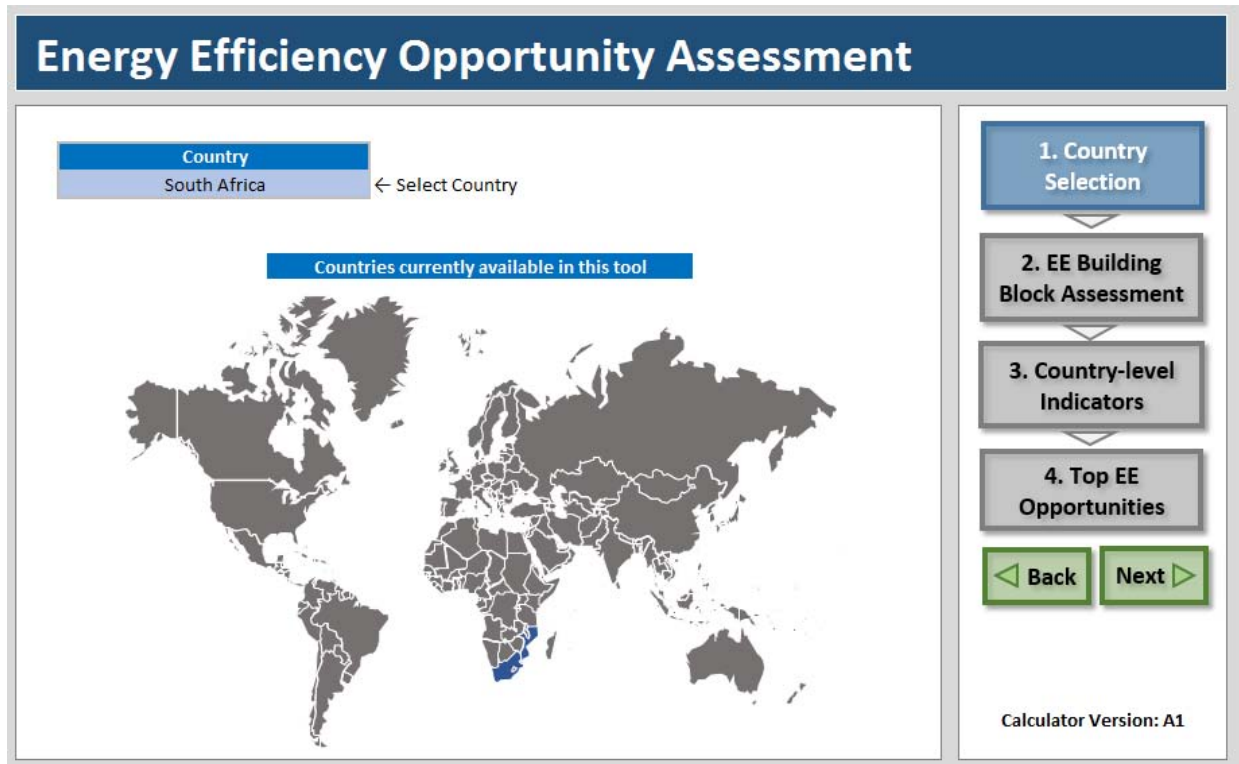 Energy Efficiency Opportunity Assessment
Country
South Africa
← Select Country
Countries currently available in this tool
1. Country
Selection
2. EE Building
Block Assessment
3. Country-level
Indicators
4. Top EE
Opportunities
Back
Next
Calculator Version: A1